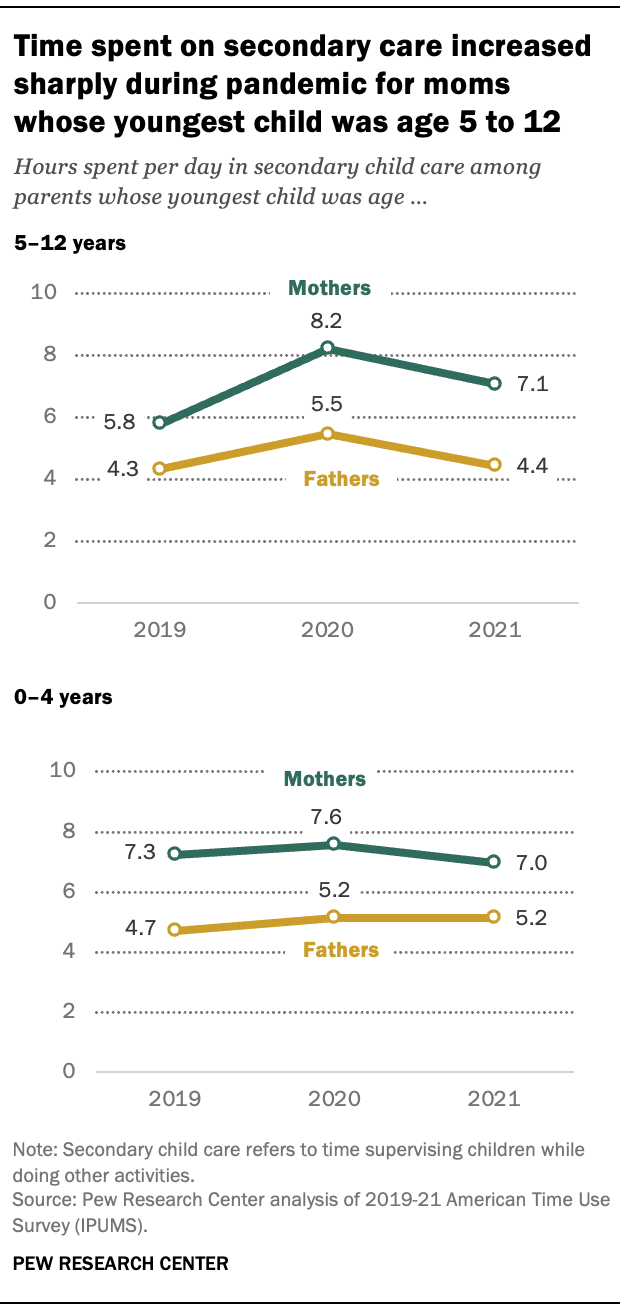 Time spent on secondary care increased
sharply during pandemic for moms
whose youngest child was age 5 to 12
Hours spent per day in secondary child care among
parents whose youngest child was age ...
5–12 years
10
Mothers
8.2
8
7.1
5.8
6
5.5
4.3
4
Fathers
4.4
2
0
2019
2020
2021
0–4 years
10
Mothers
7.6
8
7.3
7.0
6
5.2
5.2
4.7
4
Fathers
2
0
2019
2020
2021
Note: Secondary child care refers to time supervising children while
doing other activities.
Source: Pew Research Center analysis of 2019-21 American Time Use
Survey (IPUMS).
PEW RESEARCH CENTER